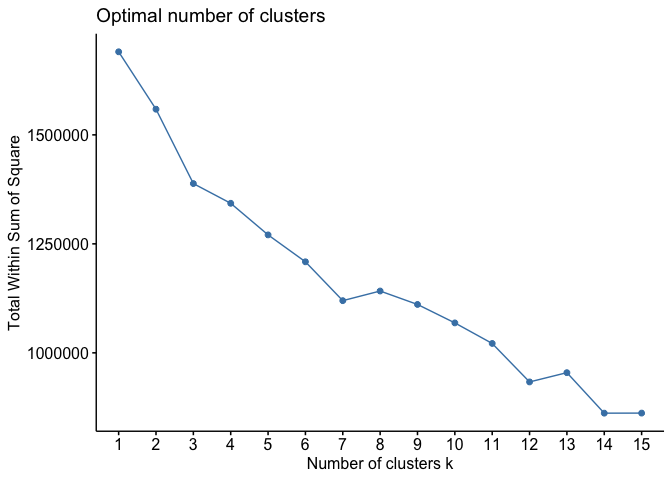 Optimal number of clusters
Total Within Sum of Square
1500000
1250000
1000000
1 2 3 4 5 6 7 8 9 10 11 12 13 14 15
Number of clusters k